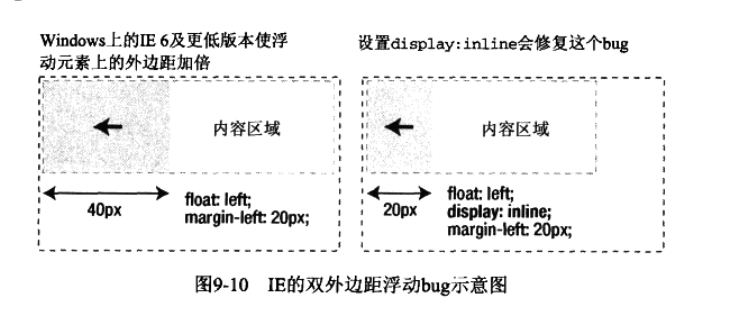 Windows上的IE 6及更低版本使浮
动元素上的外边距加倍
设置display:inline会修复这个bug
内容区域
内容区域
40px
float: left;
margin-left: 20px;
20px
float: left;
display: inline;
margin-left: 20px;
图9-10 IE的双外边距浮动bug示意图